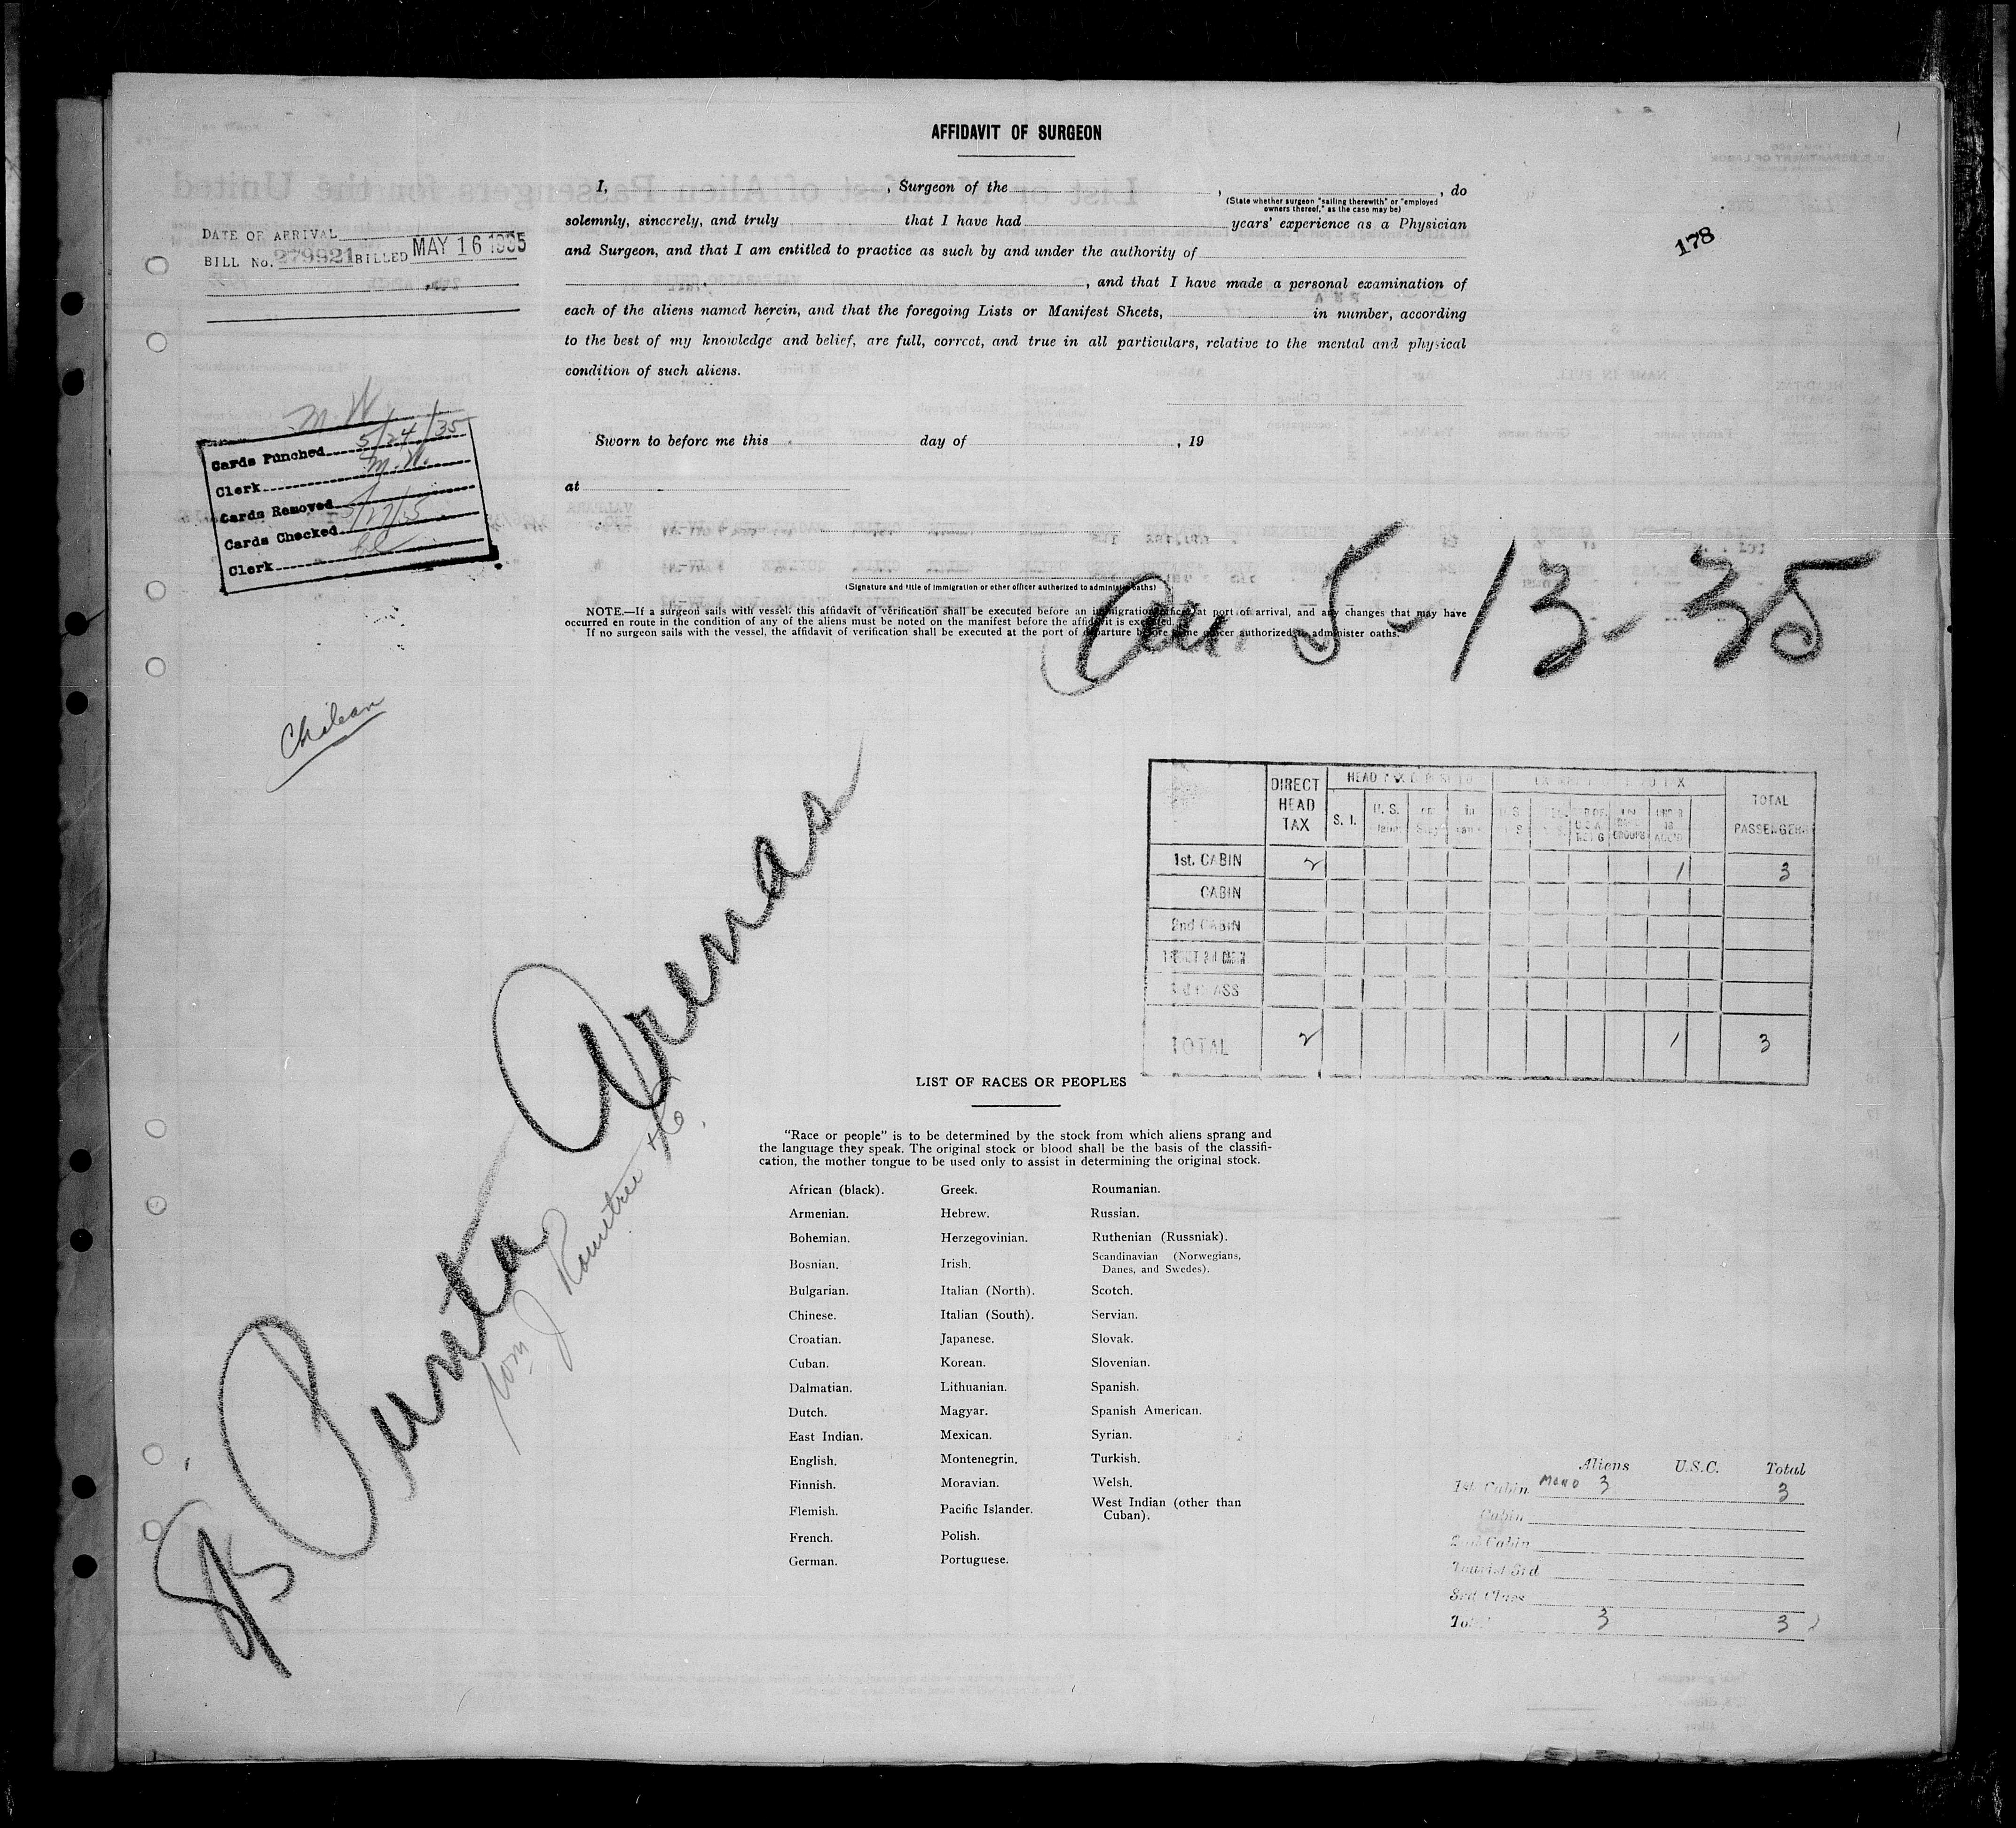 AFFIDAVIT OF SURGEON
I, , Surgeon of the , , do
(State whether surgeon "sailing therewith" or "employed
owners thereof," as the case may be)
solemnly, sincerely, and truly that I have had years' experience as a Physician
and Surgeon, and that I am entitled to practice as such by and under the authority of
, and that I have made a personal examination of
each of the aliens named herein, and that the foregoing Lists or Manifest Sheets, in number, according
to the best of my knowledge and belief, are full, correct, and true in all particulars, relative to the mental and physical
condition of such aliens.
Sworn to before me this day of , 19
at
(Signature and title of immigration or other officer authorized to administer oaths)
NOTE.—If a surgeon sails with vessel, this affidavit of verification shall be executed before an immigration officer at port of arrival, and any changes that may have
occurred en route in the condition of any of the aliens must be noted on the manifest before the affidavit is executed.
If no surgeon sails with the vessel, the affidavit of verification shall be executed at the port of departure before some officer authorized to administer oaths.
DATE OF ARRIVAL
BILL No. 279921 BILLED MAY 16 1935
178
M.W
Cards Punched 5/24/35
Clerk M.W.
Cards Removed
Cards Checked 5/27/35
Clerk
5-13-35
Chilean
SS Punta Arenas
DIRECT HEAD TAX
S. I.
U. S.
TOTAL PASSENGERS
1st. CABIN 2 1 3
CABIN
2nd CABIN
TOTAL 2 1 3
LIST OF RACES OR PEOPLES
"Race or people" is to be determined by the stock from which aliens sprang and
the language they speak. The original stock or blood shall be the basis of the classifi-
cation, the mother tongue to be used only to assist in determining the original stock.
African (black). Greek. Roumanian.
Armenian. Hebrew. Russian.
Bohemian. Herzegovinian. Ruthenian (Russniak).
Bosnian. Irish. Scandinavian (Norwegians,
Danes, and Swedes).
Bulgarian. Italian (North). Scotch.
Chinese. Italian (South). Servian.
Croatian. Japanese. Slovak.
Cuban. Korean. Slovenian.
Dalmatian. Lithuanian. Spanish.
Dutch. Magyar. Spanish American.
East Indian. Mexican. Syrian.
English. Montenegrin. Turkish.
Finnish. Moravian. Welsh.
Flemish. Pacific Islander. West Indian (other than
Cuban).
French. Polish.
German. Portuguese.
Aliens U.S.C. Total
1st Cabin 3 3
Cabin
2nd Cabin
Tourist 3rd
3rd Class
Total 3 3